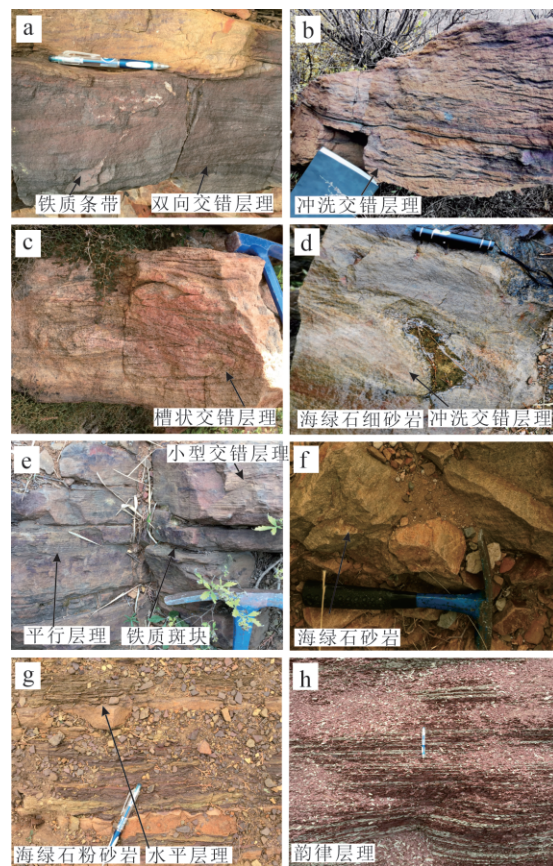 a
铁质条带 双向交错层理
b
冲洗交错层理
c
槽状交错层理
d
海绿石细砂岩 冲洗交错层理
e
小型交错层理
平行层理 铁质斑块
f
海绿石砂岩
g
海绿石粉砂岩 水平层理
h
韵律层理